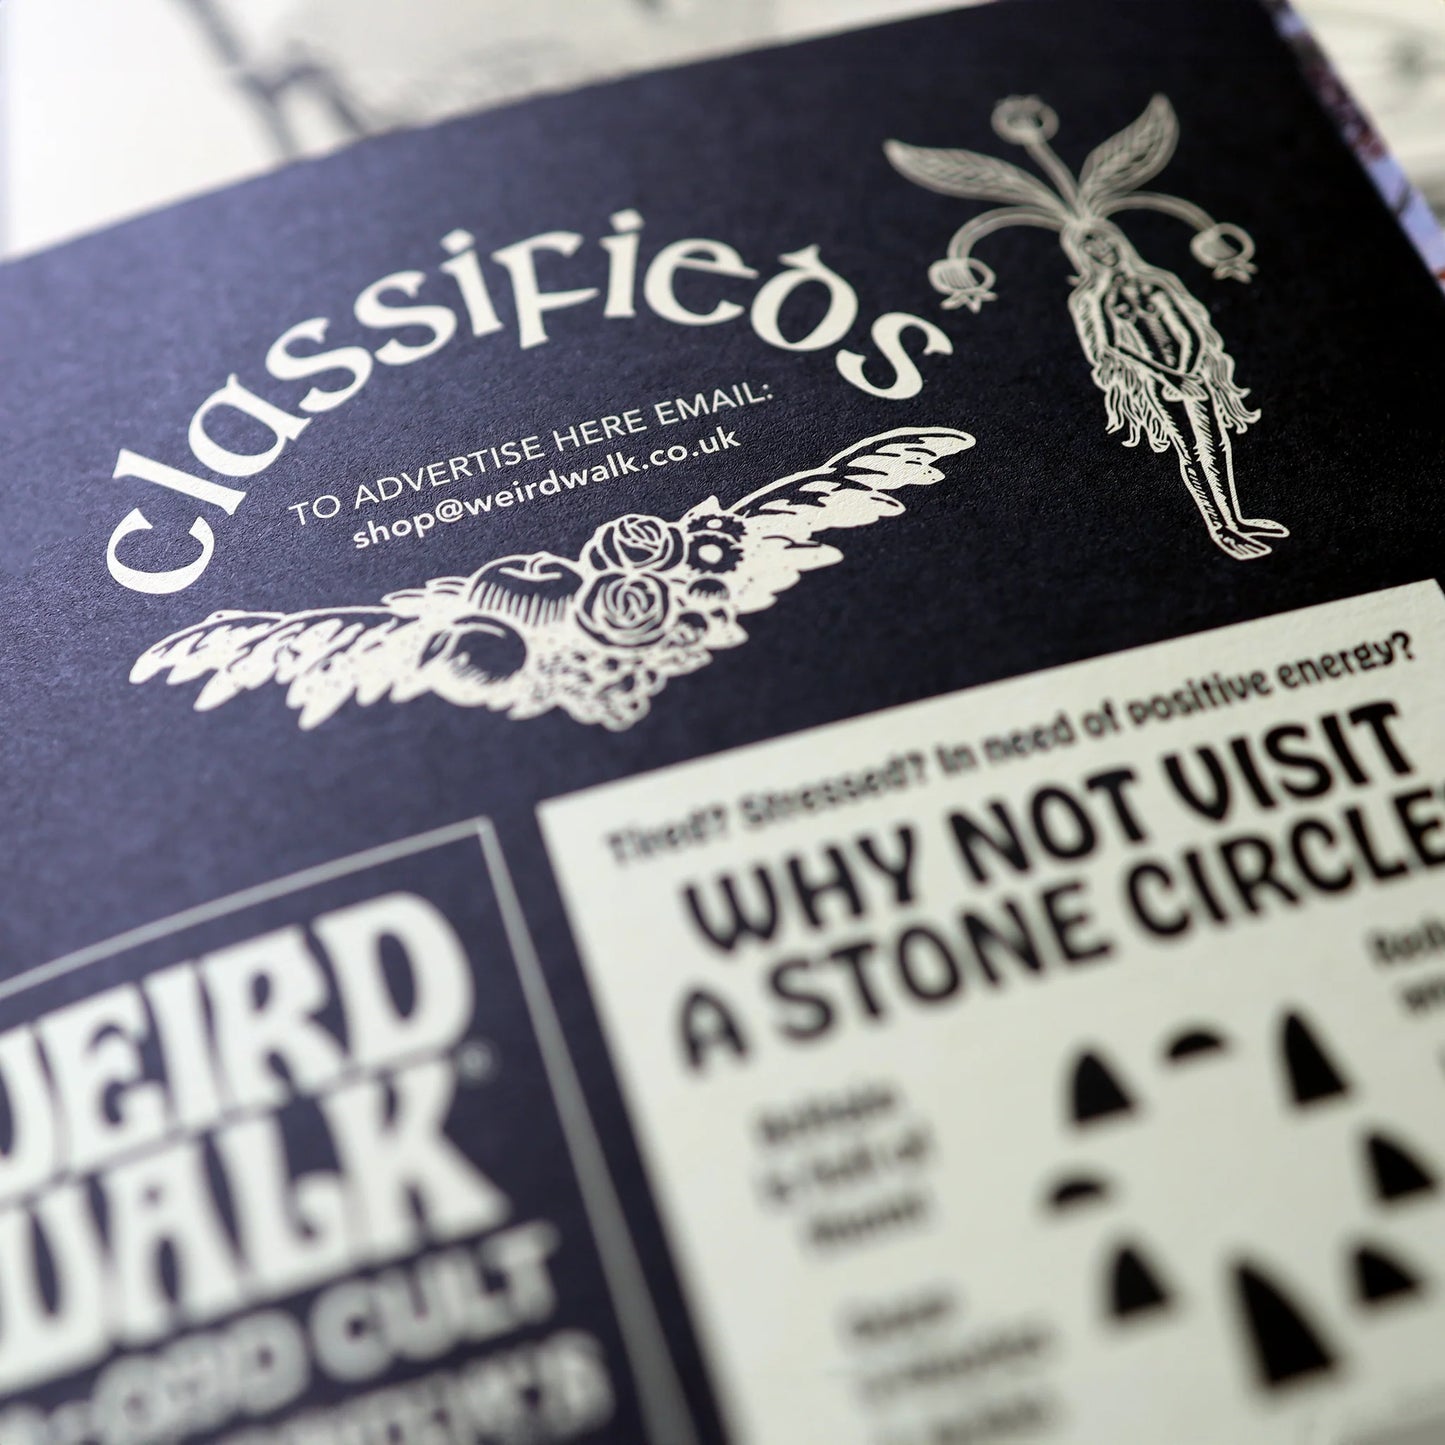 Classifieds
TO ADVERTISE HERE EMAIL:
shop@weirdwalk.co.uk
Tired? Stressed? In need of positive energy?
WHY NOT VISIT
A STONE CIRCLE
WEIRD
WALK
CULT